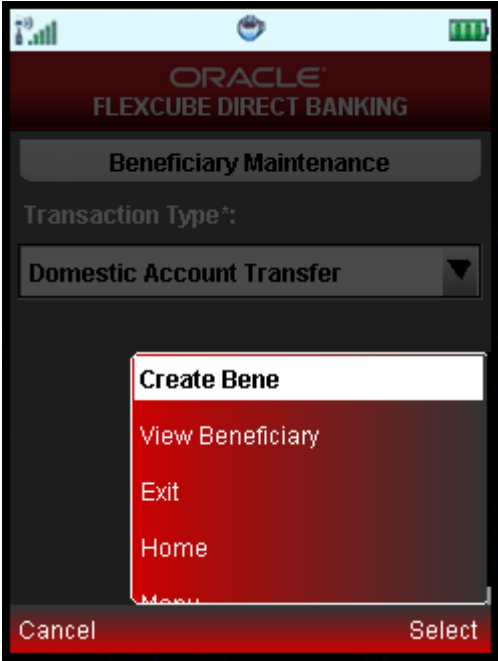 ORACLE
FLEXCUBE DIRECT BANKING
Beneficiary Maintenance
Transaction Type*:
Domestic Account Transfer
Create Bene
View Beneficiary
Exit
Home
Menu
Cancel Select